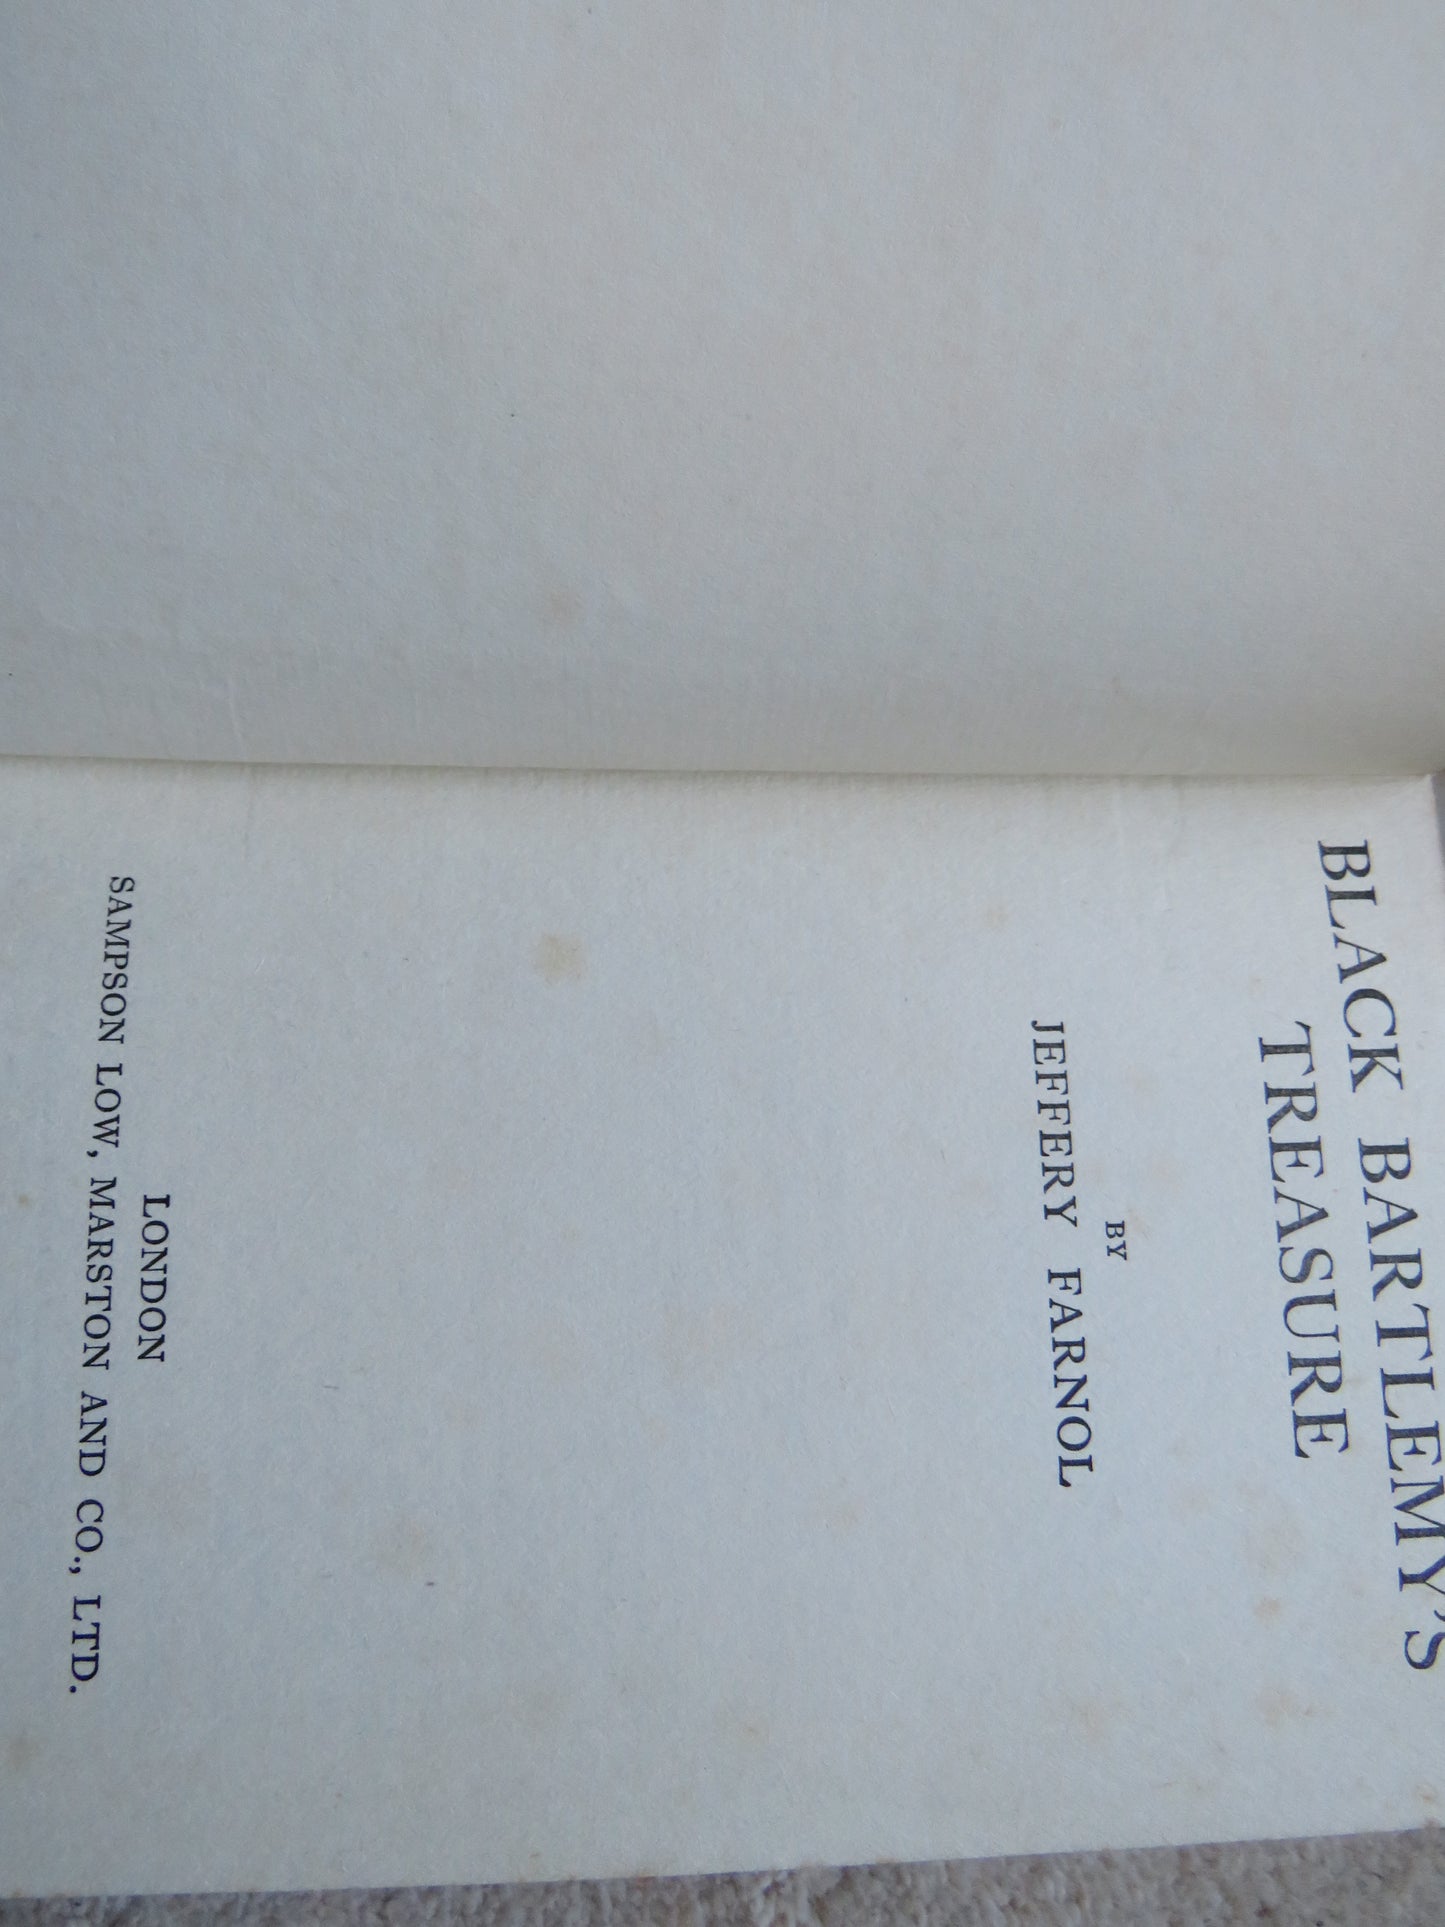 BLACK BARTLEMY'S
TREASURE
BY
JEFFERY FARNOL
LONDON
SAMPSON LOW, MARSTON AND CO., LTD.